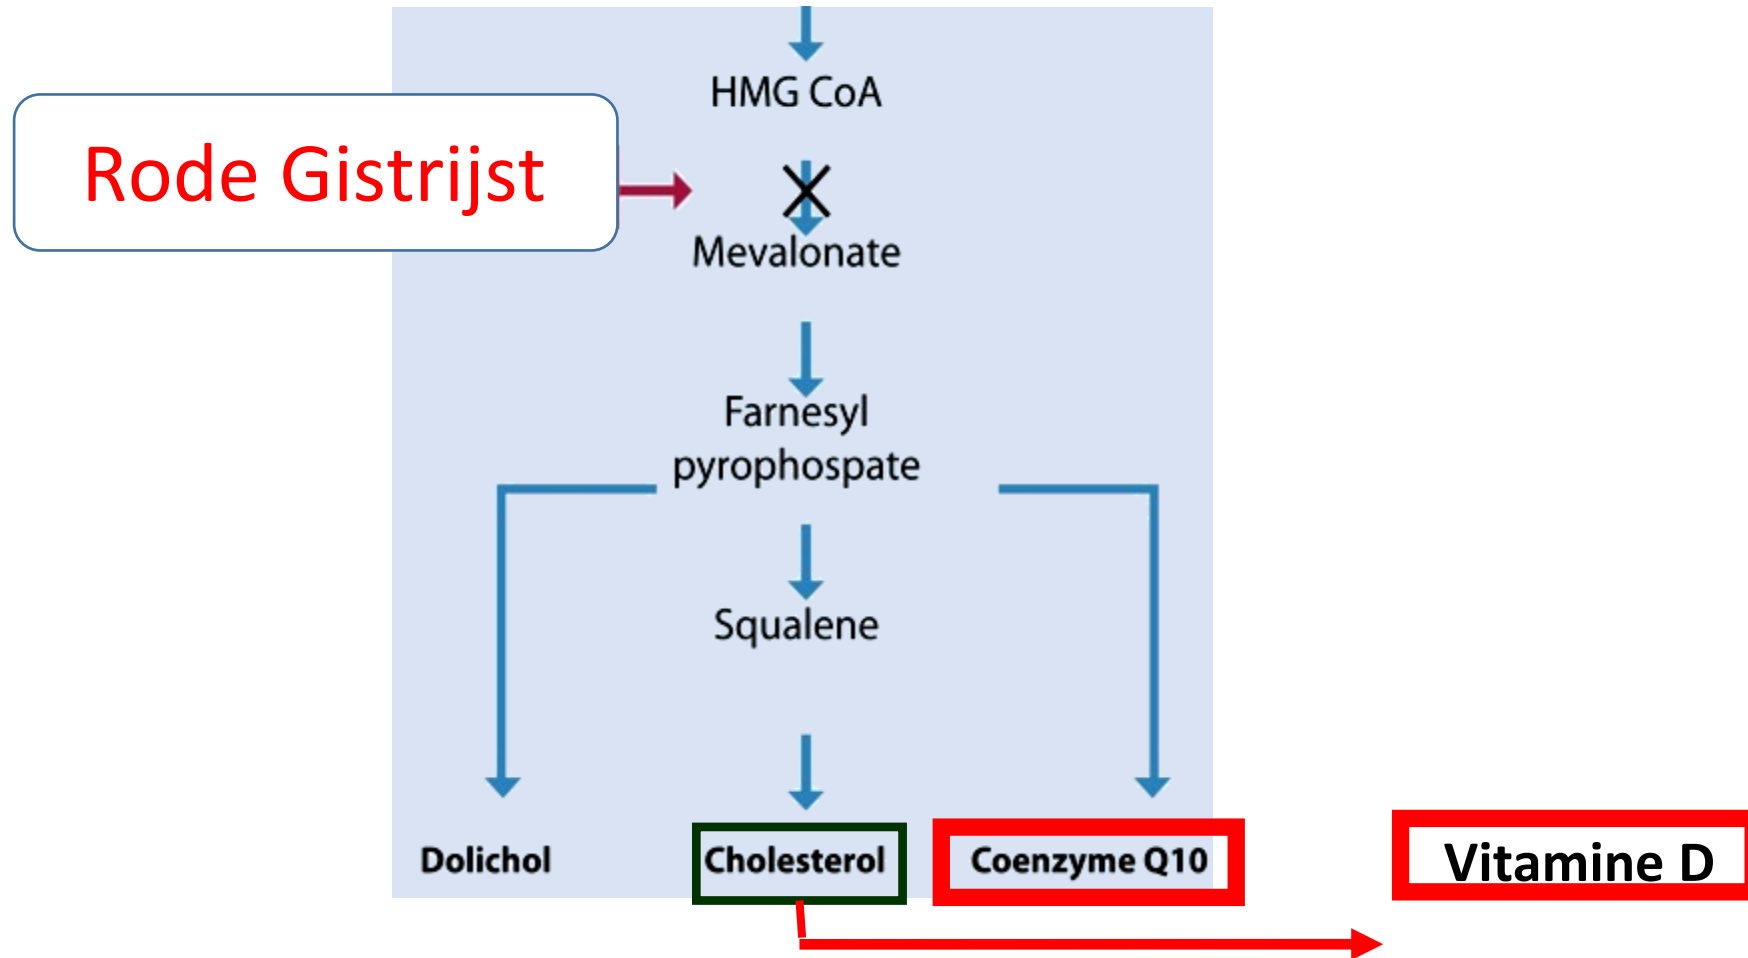 HMG CoA
Rode Gistrijst
Mevalonate
Farnesyl
pyrophospate
Squalene
Dolichol
Cholesterol
Coenzyme Q10
Vitamine D